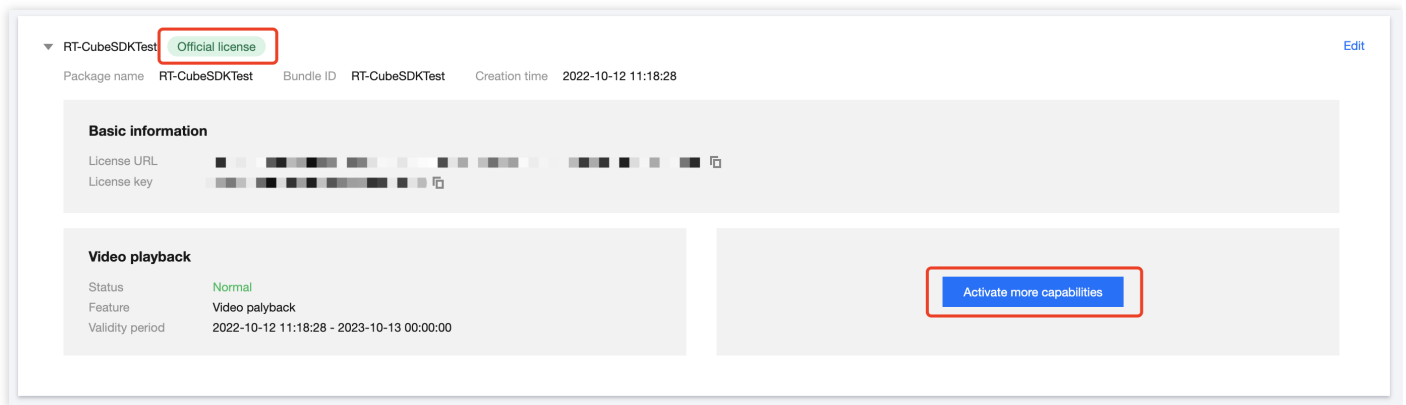 RT-CubeSDKTest Official license Edit
Package name RT-CubeSDKTest Bundle ID RT-CubeSDKTest Creation time 2022-10-12 11:18:28
Basic information
License URL
License key
Video playback
Status Normal
Feature Video palyback
Validity period 2022-10-12 11:18:28 - 2023-10-13 00:00:00
Activate more capabilities